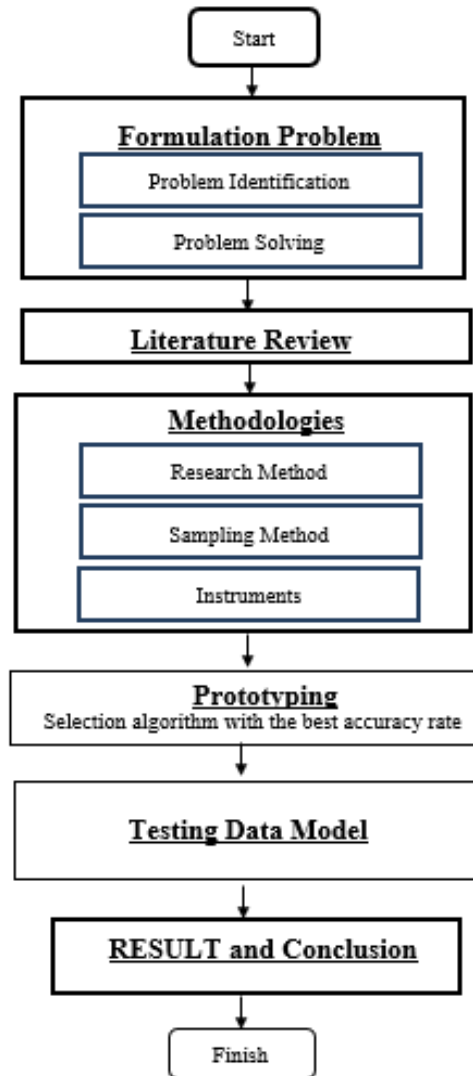 Start
Formulation Problem
Problem Identification
Problem Solving
Literature Review
Methodologies
Research Method
Sampling Method
Instruments
Prototyping
Selection algorithm with the best accuracy rate
Testing Data Model
RESULT and Conclusion
Finish